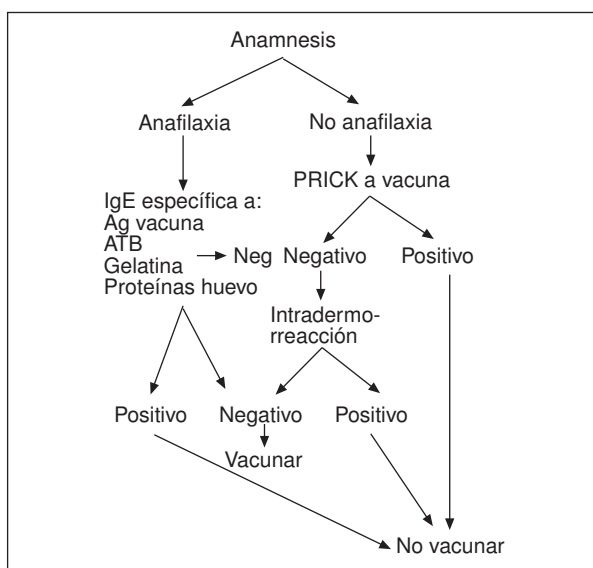 Anamnesis
Anafilaxia
No anafilaxia
PRICK a vacuna
IgE específica a:
Ag vacuna
ATB
Gelatina
Proteínas huevo
Neg
Negativo
Positivo
Intradermo-
rreacción
Positivo
Negativo
Positivo
Vacunar
No vacunar